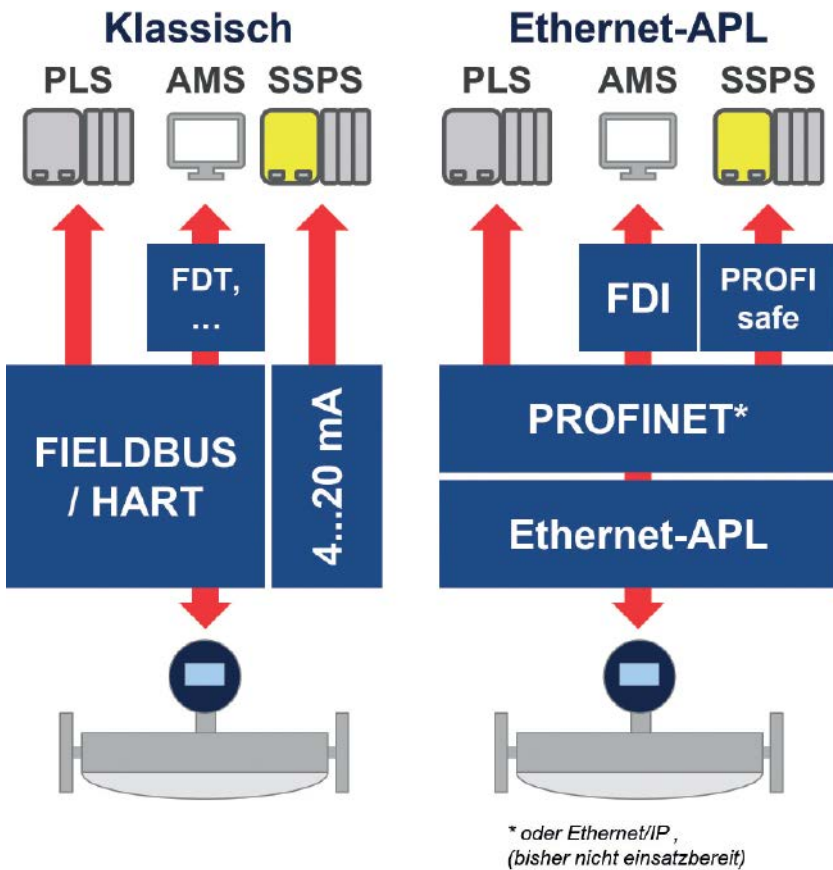 Klassisch
PLS AMS SSPS
FDT,
...
FIELDBUS
/ HART
4...20 mA
Ethernet-APL
PLS AMS SSPS
FDI
PROFI
safe
PROFINET*
Ethernet-APL
* oder Ethernet/IP ,
(bisher nicht einsatzbereit)